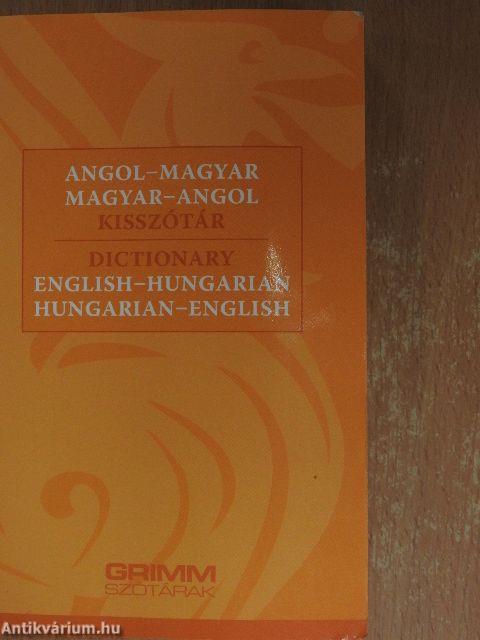 ANGOL–MAGYAR
MAGYAR–ANGOL
KISSZÓTÁR
DICTIONARY
ENGLISH–HUNGARIAN
HUNGARIAN–ENGLISH
GRIMM
SZÓTÁRAK
Antikvárium.hu